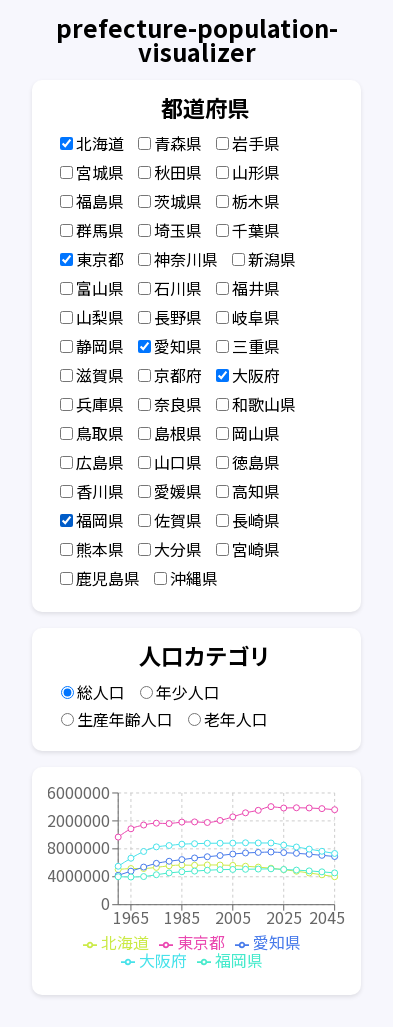 prefecture-population-
visualizer
都道府県
北海道 青森県 岩手県
宮城県 秋田県 山形県
福島県 茨城県 栃木県
群馬県 埼玉県 千葉県
東京都 神奈川県 新潟県
富山県 石川県 福井県
山梨県 長野県 岐阜県
静岡県 愛知県 三重県
滋賀県 京都府 大阪府
兵庫県 奈良県 和歌山県
鳥取県 島根県 岡山県
広島県 山口県 徳島県
香川県 愛媛県 高知県
福岡県 佐賀県 長崎県
熊本県 大分県 宮崎県
鹿児島県 沖縄県
人口カテゴリ
総人口 年少人口
生産年齢人口 老年人口
6000000
2000000
8000000
4000000
0
1965 1985 2005 2025 2045
北海道 東京都 愛知県
大阪府 福岡県